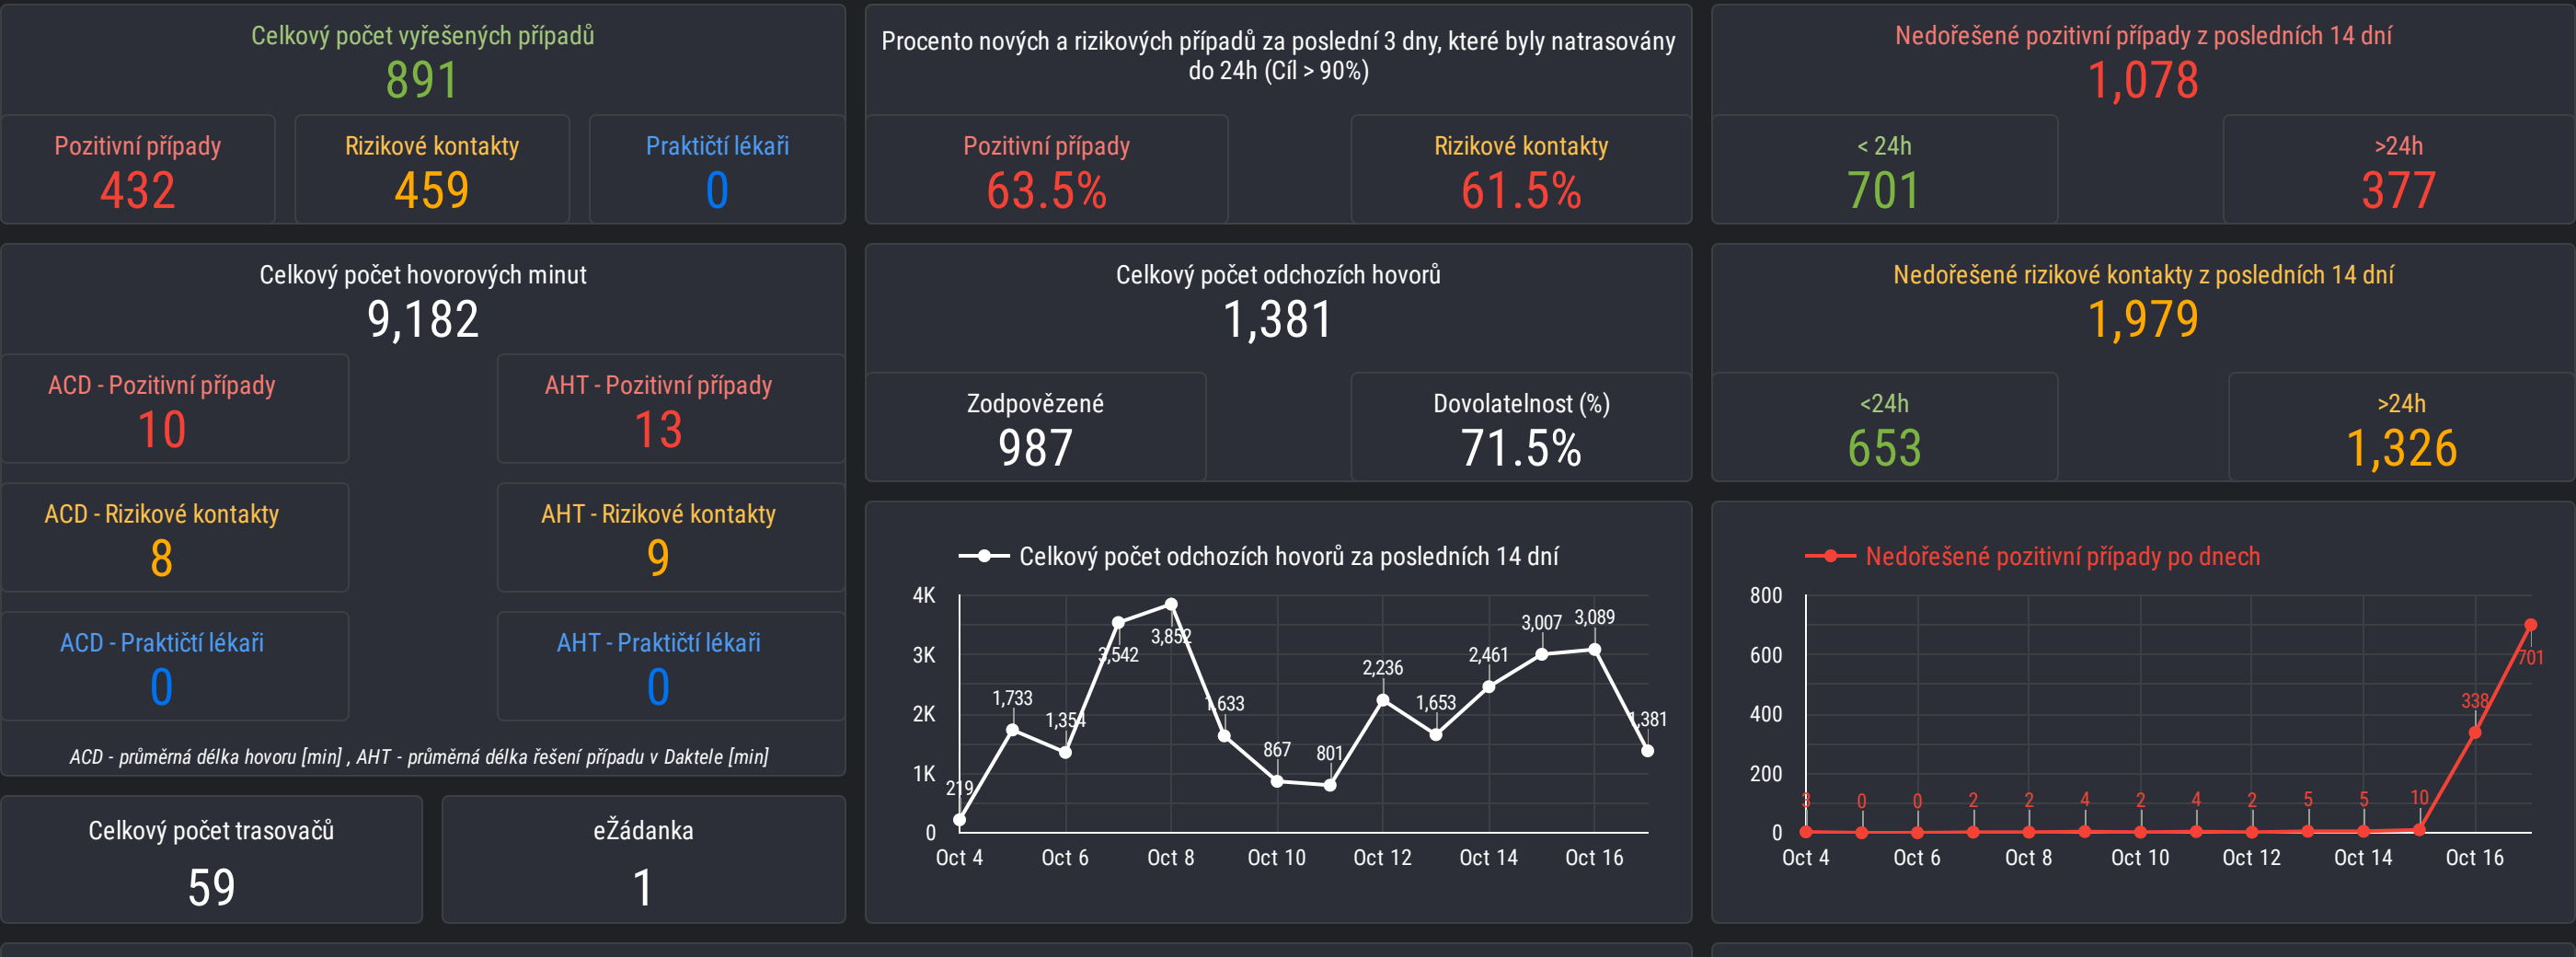 Celkový počet vyřešených případů
891
Pozitivní případy
432
Rizikové kontakty
459
Praktičtí lékaři
0
Procento nových a rizikových případů za poslední 3 dny, které byly natrasovány
do 24h (Cíl > 90%)
Pozitivní případy
63.5%
Rizikové kontakty
61.5%
Nedořešené pozitivní případy z posledních 14 dní
1,078
< 24h
701
>24h
377
Celkový počet hovorových minut
9,182
ACD - Pozitivní případy
10
AHT - Pozitivní případy
13
ACD - Rizikové kontakty
8
AHT - Rizikové kontakty
9
ACD - Praktičtí lékaři
0
AHT - Praktičtí lékaři
0
ACD - průměrná délka hovoru [min] , AHT - průměrná délka řešení případu v Daktele [min]
Celkový počet odchozích hovorů
1,381
Zodpovězené
987
Dovolatelnost (%)
71.5%
Nedořešené rizikové kontakty z posledních 14 dní
1,979
<24h
653
>24h
1,326
Celkový počet trasovačů
59
eŽádanka
1
Celkový počet odchozích hovorů za posledních 14 dní
4K
3K
2K
1K
0
219
1,733
1,354
3,542
3,852
1,633
867
801
2,236
1,653
2,461
3,007
3,089
1,381
Oct 4
Oct 6
Oct 8
Oct 10
Oct 12
Oct 14
Oct 16
Nedořešené pozitivní případy po dnech
800
600
400
200
0
3
0
0
2
2
4
2
4
2
5
5
10
338
701
Oct 4
Oct 6
Oct 8
Oct 10
Oct 12
Oct 14
Oct 16